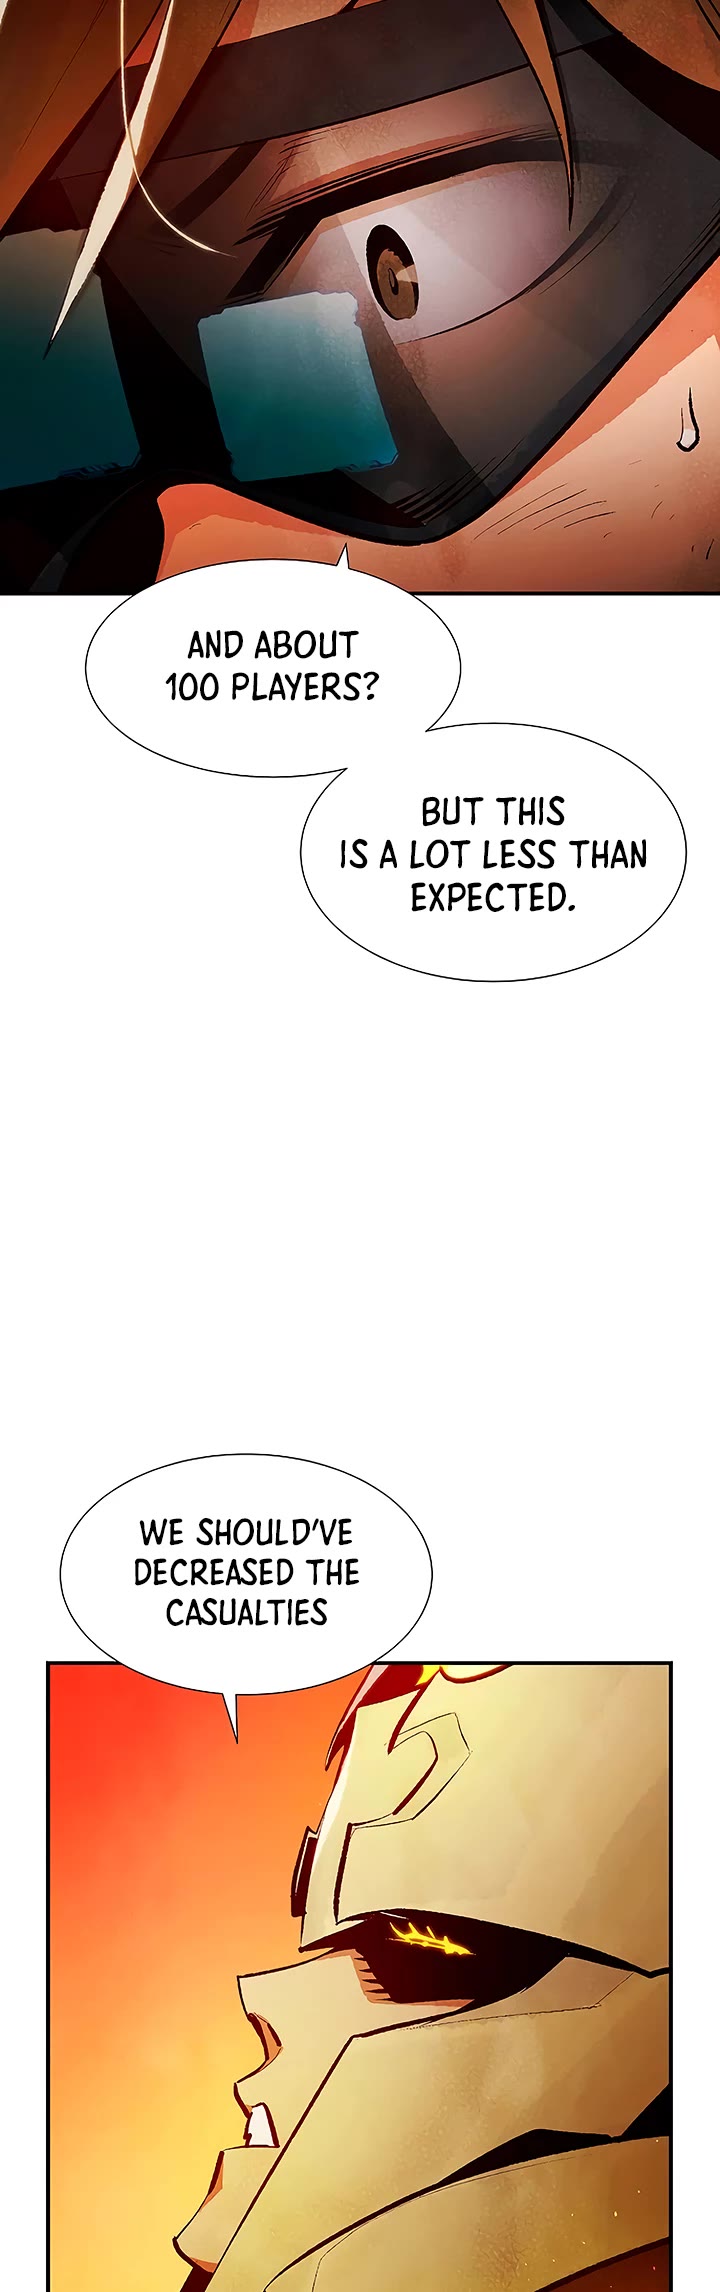 AND ABOUT
100 PLAYERS?
BUT THIS
IS A LOT LESS THAN
EXPECTED.
WE SHOULD'VE
DECREASED THE
CASUALTIES